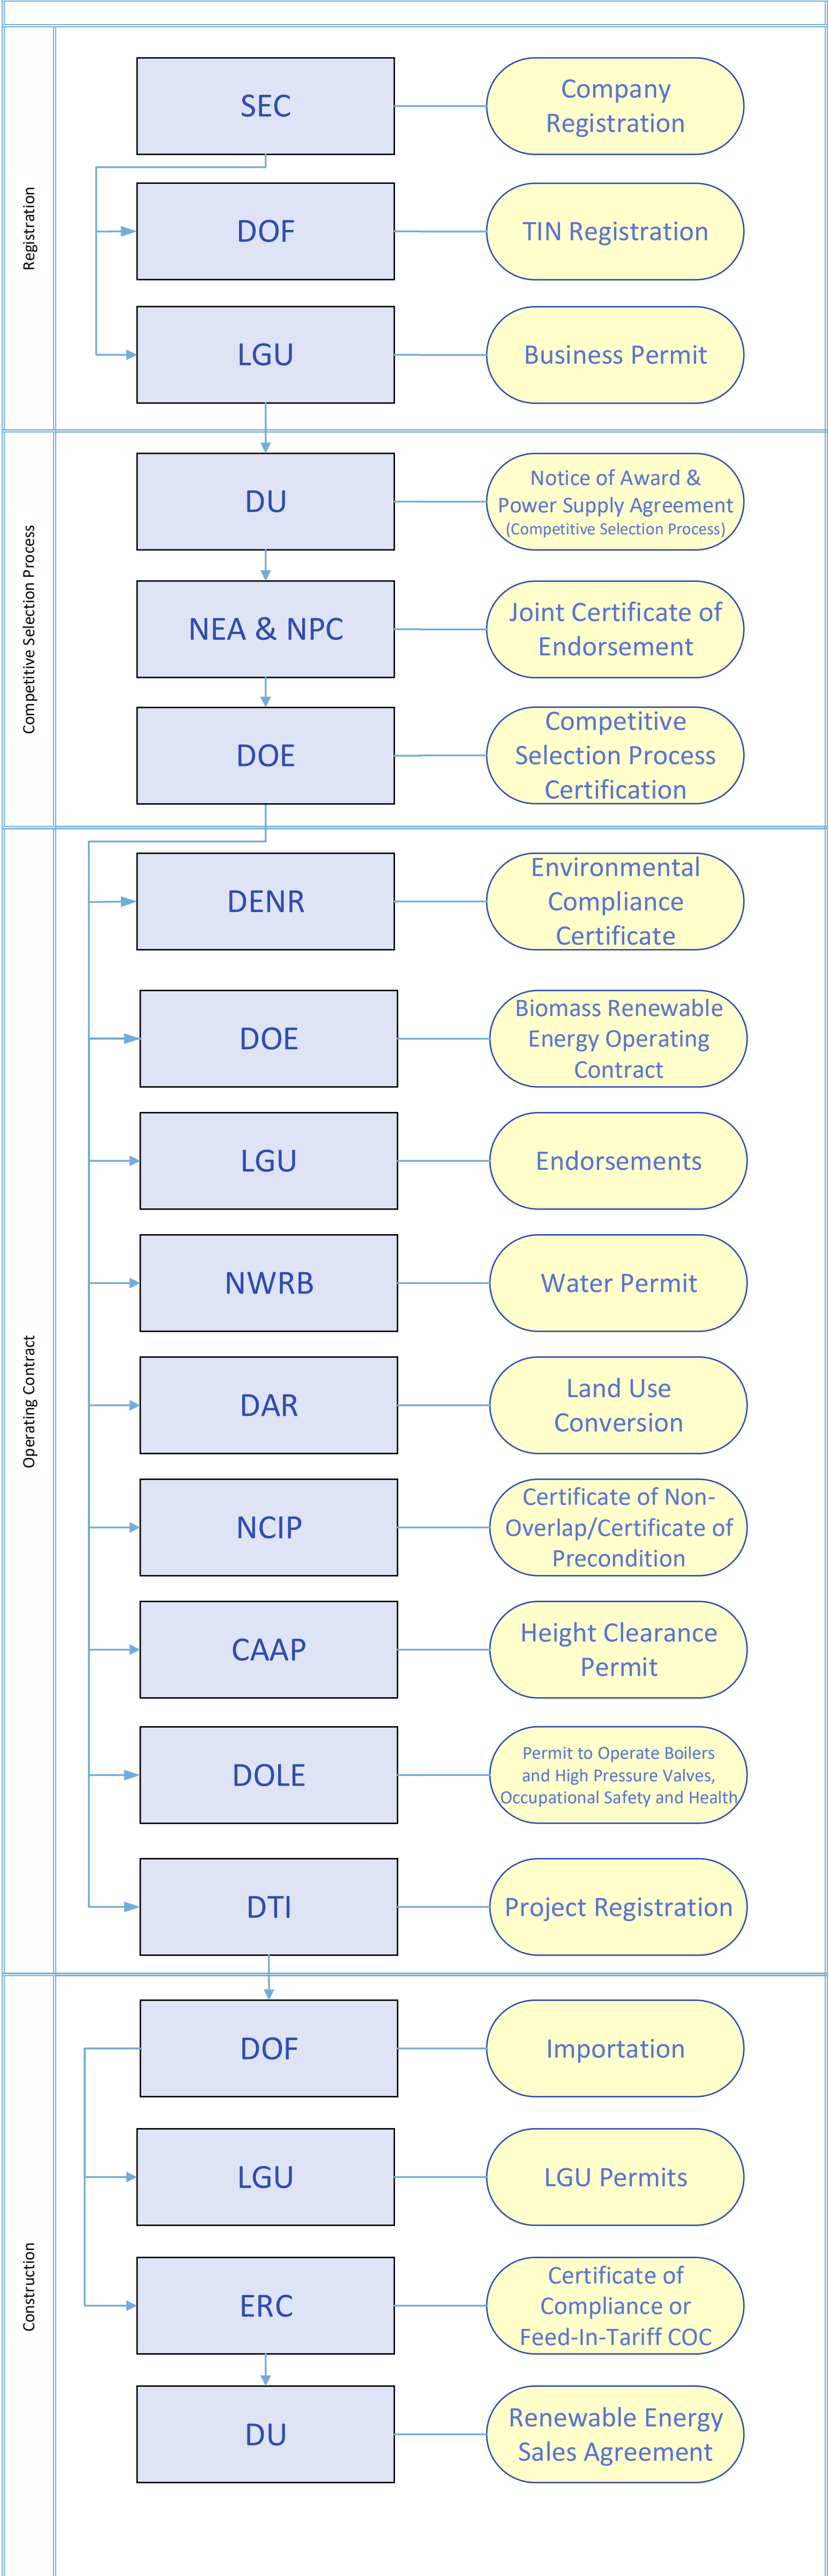 Registration
SEC
Company
Registration
DOF
TIN Registration
LGU
Business Permit
Competitive Selection Process
DU
Notice of Award &
Power Supply Agreement
(Competitive Selection Process)
NEA & NPC
Joint Certificate of
Endorsement
DOE
Competitive
Selection Process
Certification
Operating Contract
DENR
Environmental
Compliance
Certificate
DOE
Biomass Renewable
Energy Operating
Contract
LGU
Endorsements
NWRB
Water Permit
DAR
Land Use
Conversion
NCIP
Certificate of Non-
Overlap/Certificate of
Precondition
CAAP
Height Clearance
Permit
DOLE
Permit to Operate Boilers
and High Pressure Valves,
Occupational Safety and Health
DTI
Project Registration
Construction
DOF
Importation
LGU
LGU Permits
ERC
Certificate of
Compliance or
Feed-In-Tariff COC
DU
Renewable Energy
Sales Agreement